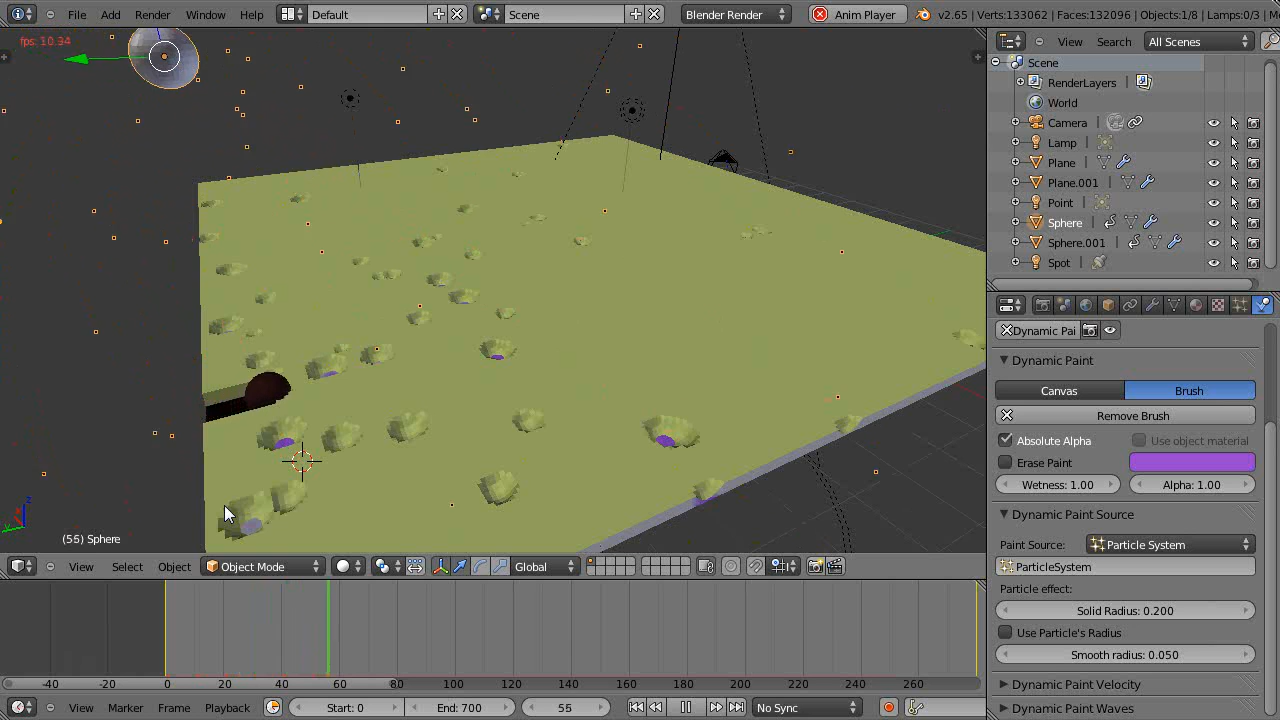 File Add Render Window Help Default Scene Blender Render Anim Player v2.65 | Verts:133062 | Faces:132096 | Objects:1/8 | Lamps:0/3 |
fps: 10.94
View Search All Scenes
Scene
RenderLayers
World
Camera
Lamp
Plane
Plane.001
Point
Sphere
Sphere.001
Spot
Dynamic Pai
Dynamic Paint
Canvas Brush
Remove Brush
Absolute Alpha Use object material
Erase Paint
Wetness: 1.00 Alpha: 1.00
Dynamic Paint Source
Paint Source: Particle System
ParticleSystem
Particle effect:
Solid Radius: 0.200
Use Particle's Radius
Smooth radius: 0.050
Dynamic Paint Velocity
Dynamic Paint Waves
(55) Sphere
View Select Object Object Mode Global
-40 -20 0 20 40 60 80 100 120 140 160 180 200 220 240 260
View Marker Frame Playback Start: 0 End: 700 55 No Sync